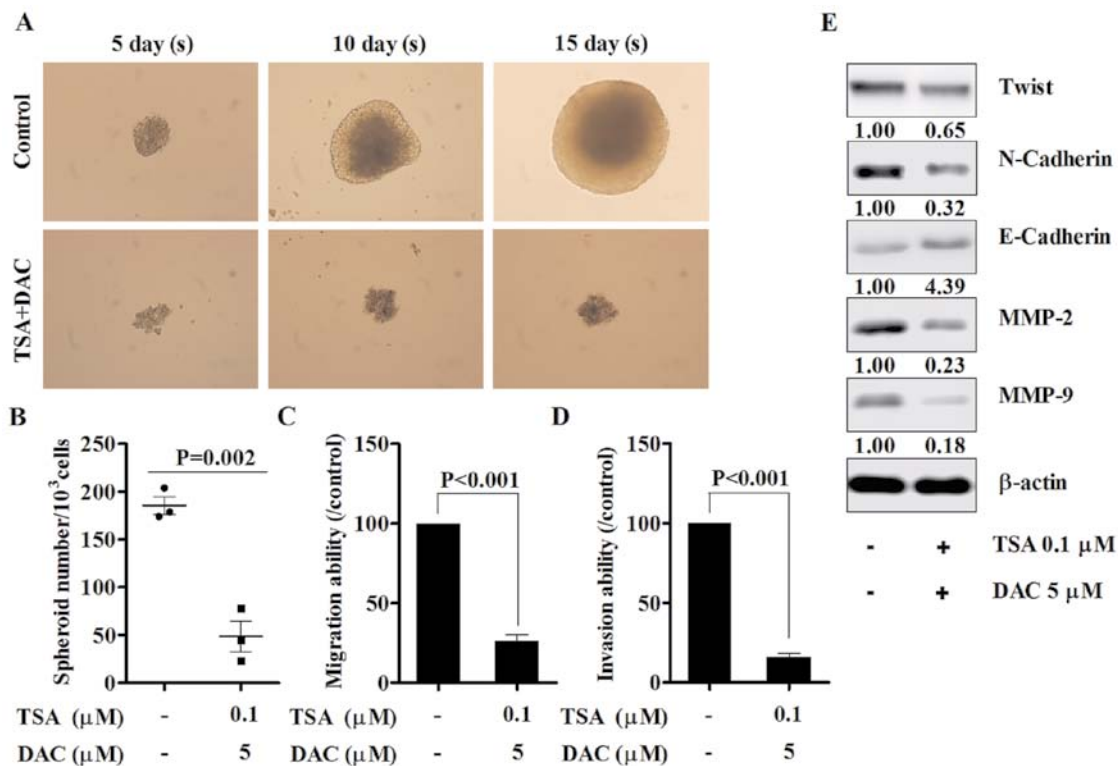 A
5 day (s)
10 day (s)
15 day (s)
Control
TSA+DAC
B
Spheroid number/10³cells
250
200
150
100
50
0
P=0.002
TSA (μM) - 0.1
DAC (μM) - 5
C
Migration ability (/control)
150
100
50
0
P<0.001
TSA (μM) - 0.1
DAC (μM) - 5
D
Invasion ability (/control)
150
100
50
0
P<0.001
TSA (μM) - 0.1
DAC (μM) - 5
E
Twist
1.00 0.65
N-Cadherin
1.00 0.32
E-Cadherin
1.00 4.39
MMP-2
1.00 0.23
MMP-9
1.00 0.18
β-actin
- + TSA 0.1 μM
- + DAC 5 μM